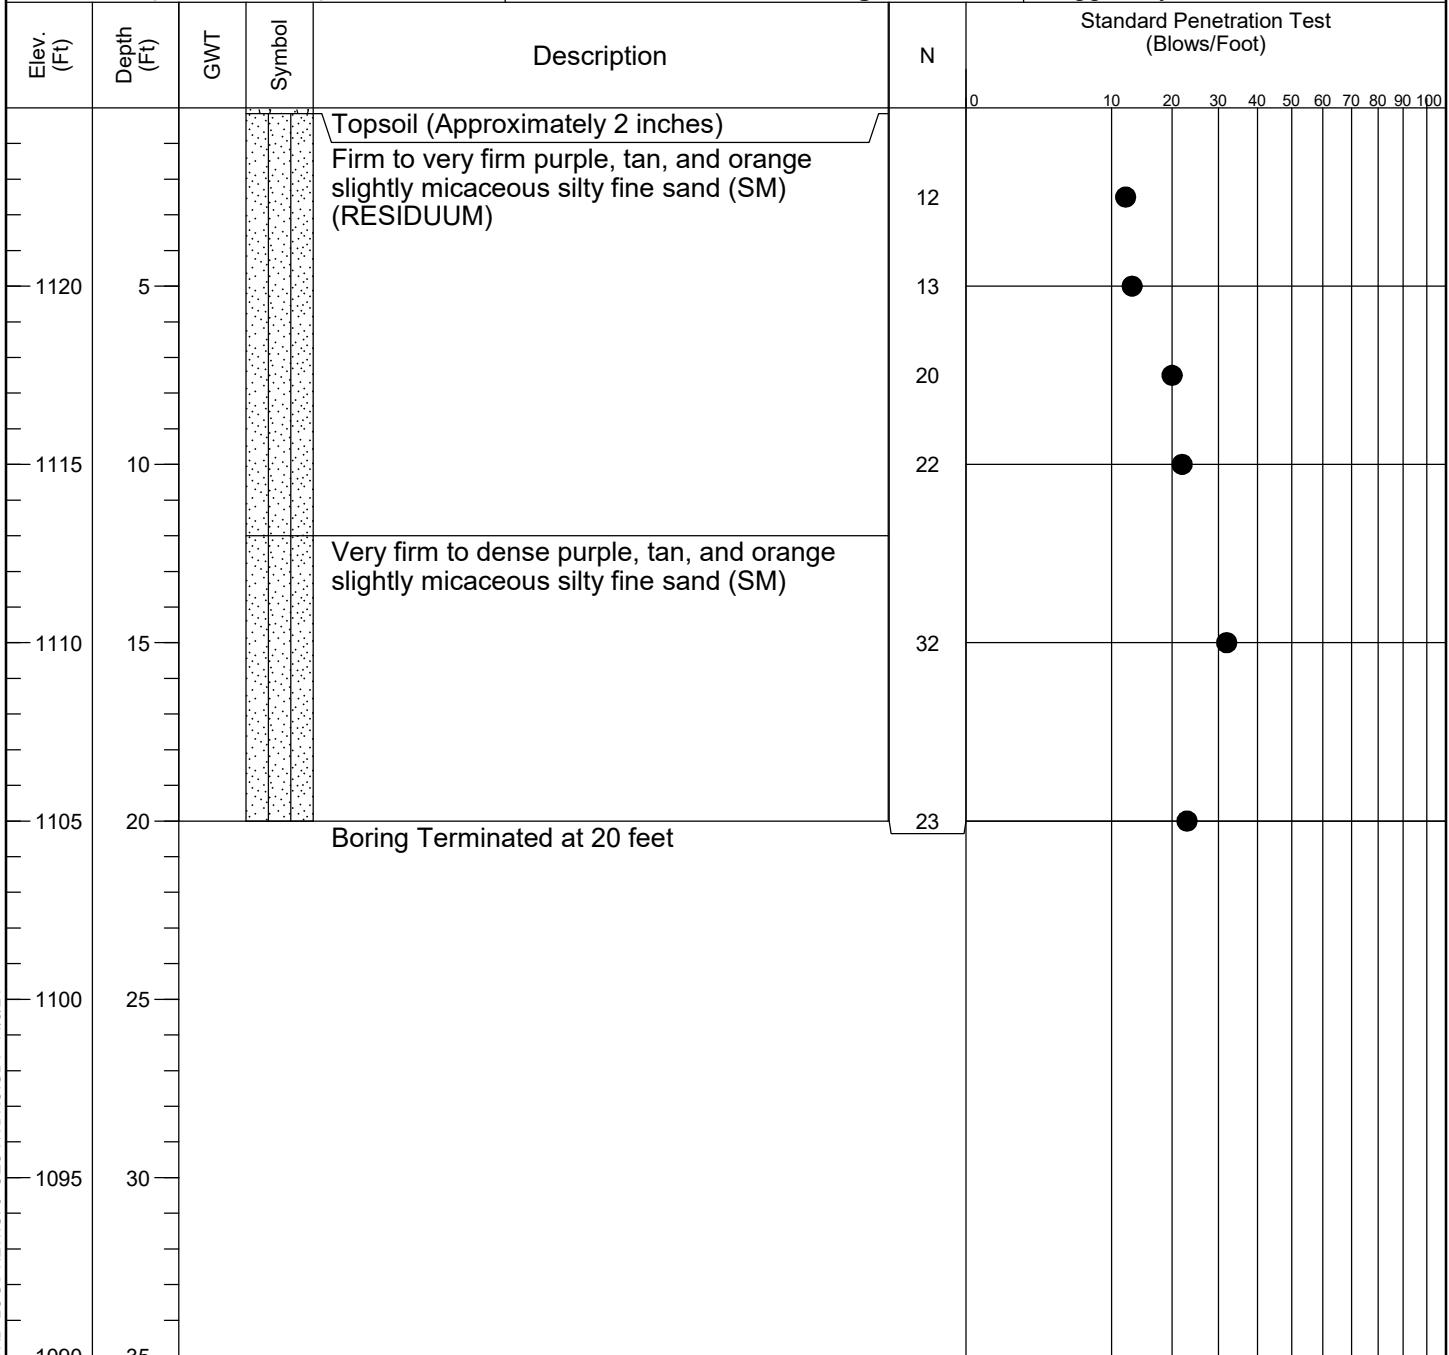 Elev. (Ft)
Depth (Ft)
GWT
Symbol
Description
N
Standard Penetration Test
(Blows/Foot)
0 10 20 30 40 50 60 70 80 90 100
Topsoil (Approximately 2 inches)
Firm to very firm purple, tan, and orange
slightly micaceous silty fine sand (SM)
(RESIDUUM)
12
1120 5 13
20
1115 10 22
Very firm to dense purple, tan, and orange
slightly micaceous silty fine sand (SM)
1110 15 32
1105 20 23
Boring Terminated at 20 feet
1100 25
1095 30
1090 35